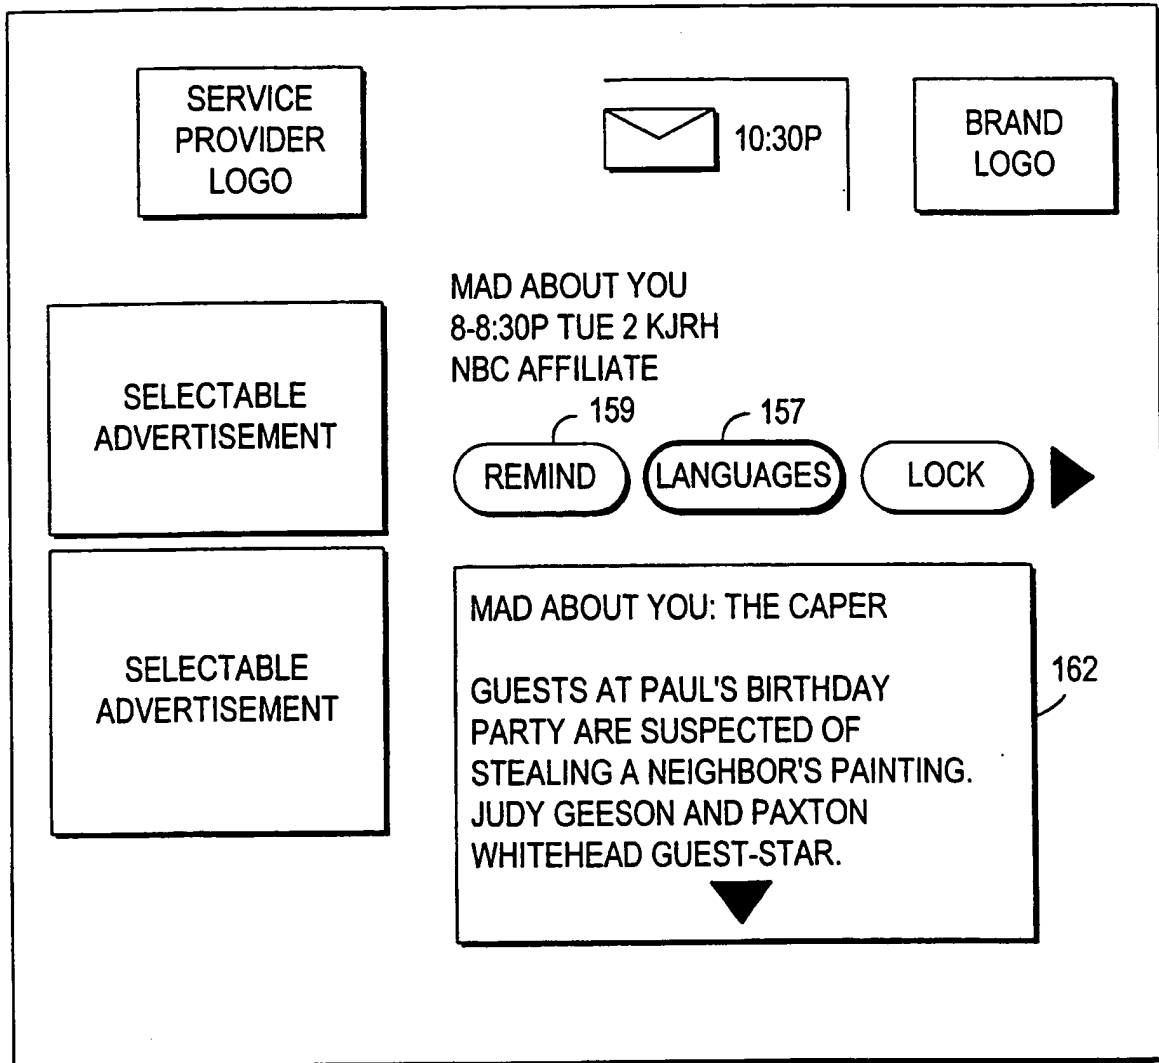 SERVICE
PROVIDER
LOGO
10:30P
BRAND
LOGO
MAD ABOUT YOU
8-8:30P TUE 2 KJRH
NBC AFFILIATE
SELECTABLE
ADVERTISEMENT
159
157
REMIND
LANGUAGES
LOCK
SELECTABLE
ADVERTISEMENT
MAD ABOUT YOU: THE CAPER
GUESTS AT PAUL'S BIRTHDAY
PARTY ARE SUSPECTED OF
STEALING A NEIGHBOR'S PAINTING.
JUDY GEESON AND PAXTON
WHITEHEAD GUEST-STAR.
162